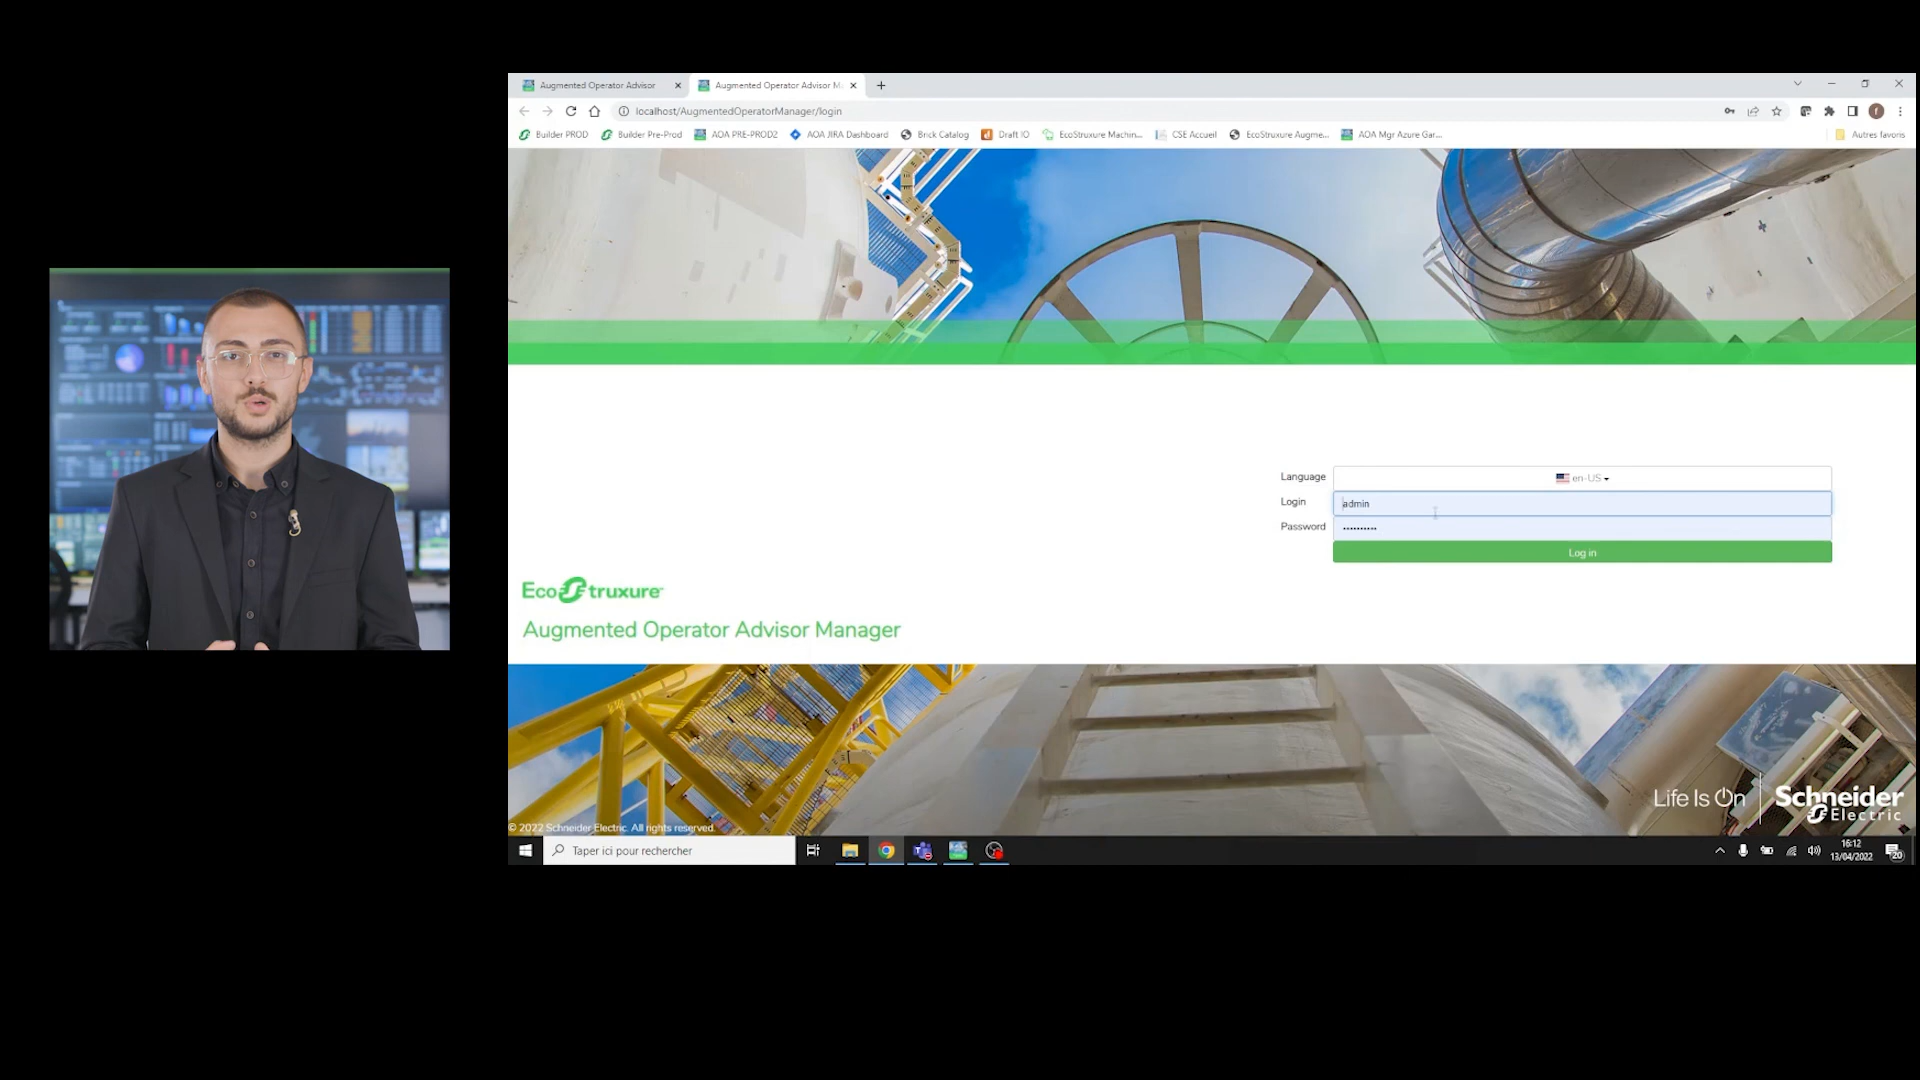 Augmented Operator Advisor
Augmented Operator Advisor M
localhost/AugmentedOperatorManager/login
Builder PROD
Builder Pre-Prod
AOA PRE-PROD2
AOA JIRA Dashboard
Brick Catalog
Draft IO
EcoStruxure Machin...
CSE Accueil
EcoStruxure Augme...
AOA Mgr Azure Gar...
Autres favoris
Language en-US
Login admin
Password ••••••••••
Log in
EcoStruxure
Augmented Operator Advisor Manager
Life Is On Schneider Electric
© 2022 Schneider Electric. All rights reserved.
Taper ici pour rechercher
16:12
13/04/2022
20